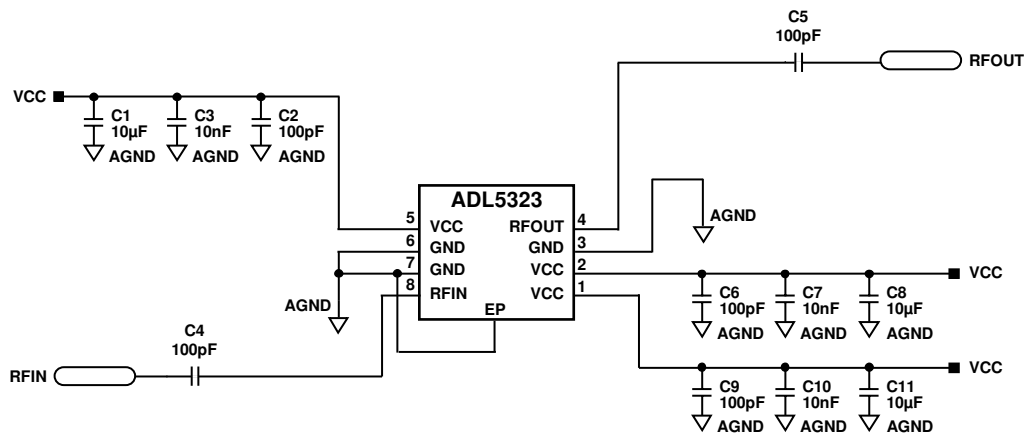 C5
100pF
RFOUT
VCC
C1
10µF
AGND
C3
10nF
AGND
C2
100pF
AGND
ADL5323
5 VCC
6 GND
7 GND
8 RFIN
RFOUT 4
GND 3
VCC 2
VCC 1
EP
AGND
AGND
VCC
C6
100pF
AGND
C7
10nF
AGND
C8
10µF
AGND
C4
100pF
RFIN
VCC
C9
100pF
AGND
C10
10nF
AGND
C11
10µF
AGND